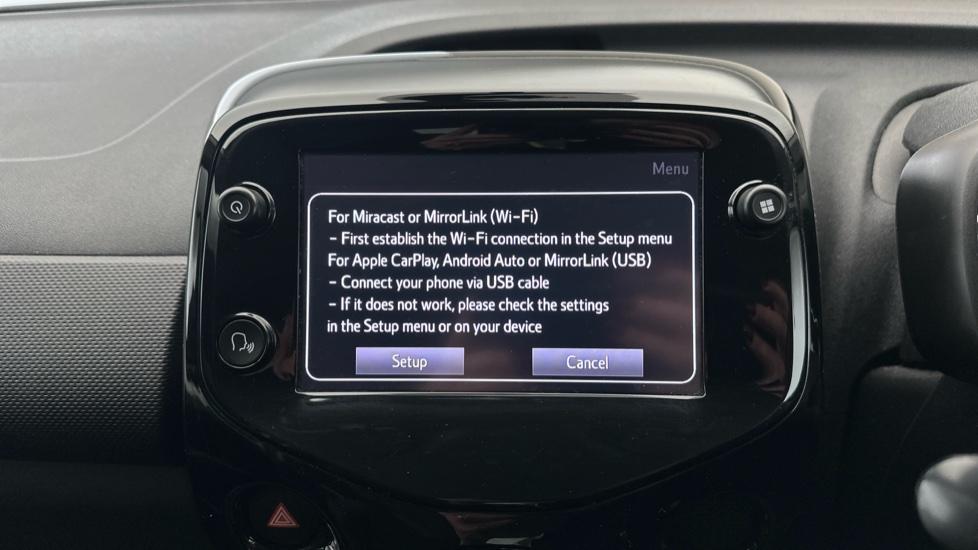 Menu
For Miracast or MirrorLink (Wi-Fi)
- First establish the Wi-Fi connection in the Setup menu
For Apple CarPlay, Android Auto or MirrorLink (USB)
- Connect your phone via USB cable
- If it does not work, please check the settings
in the Setup menu or on your device
Setup Cancel